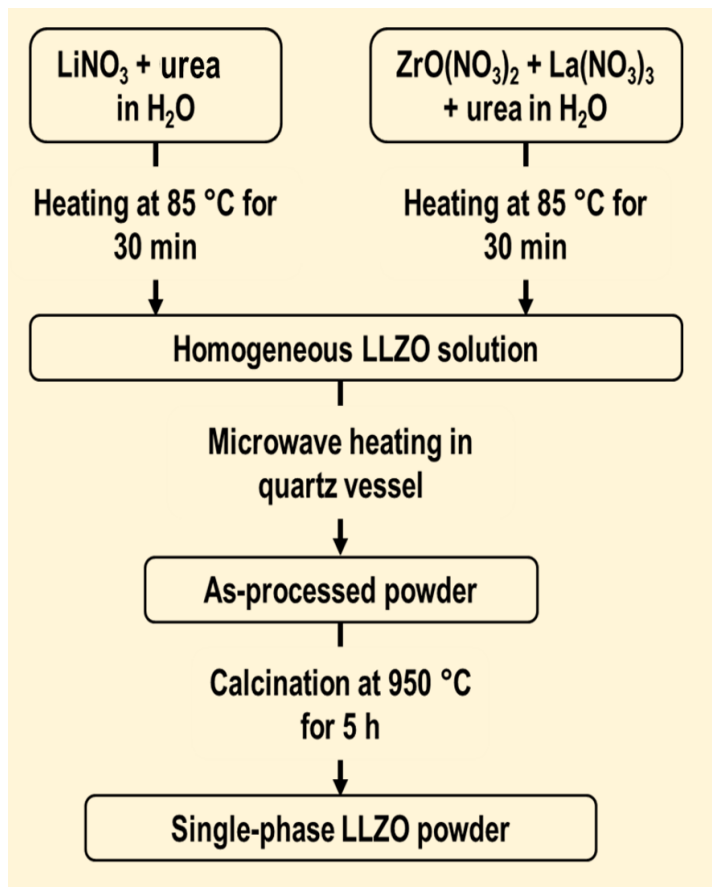 LiNO₃ + urea
in H₂O
ZrO(NO₃)₂ + La(NO₃)₃
+ urea in H₂O
Heating at 85 °C for
30 min
Heating at 85 °C for
30 min
Homogeneous LLZO solution
Microwave heating in
quartz vessel
As-processed powder
Calcination at 950 °C
for 5 h
Single-phase LLZO powder